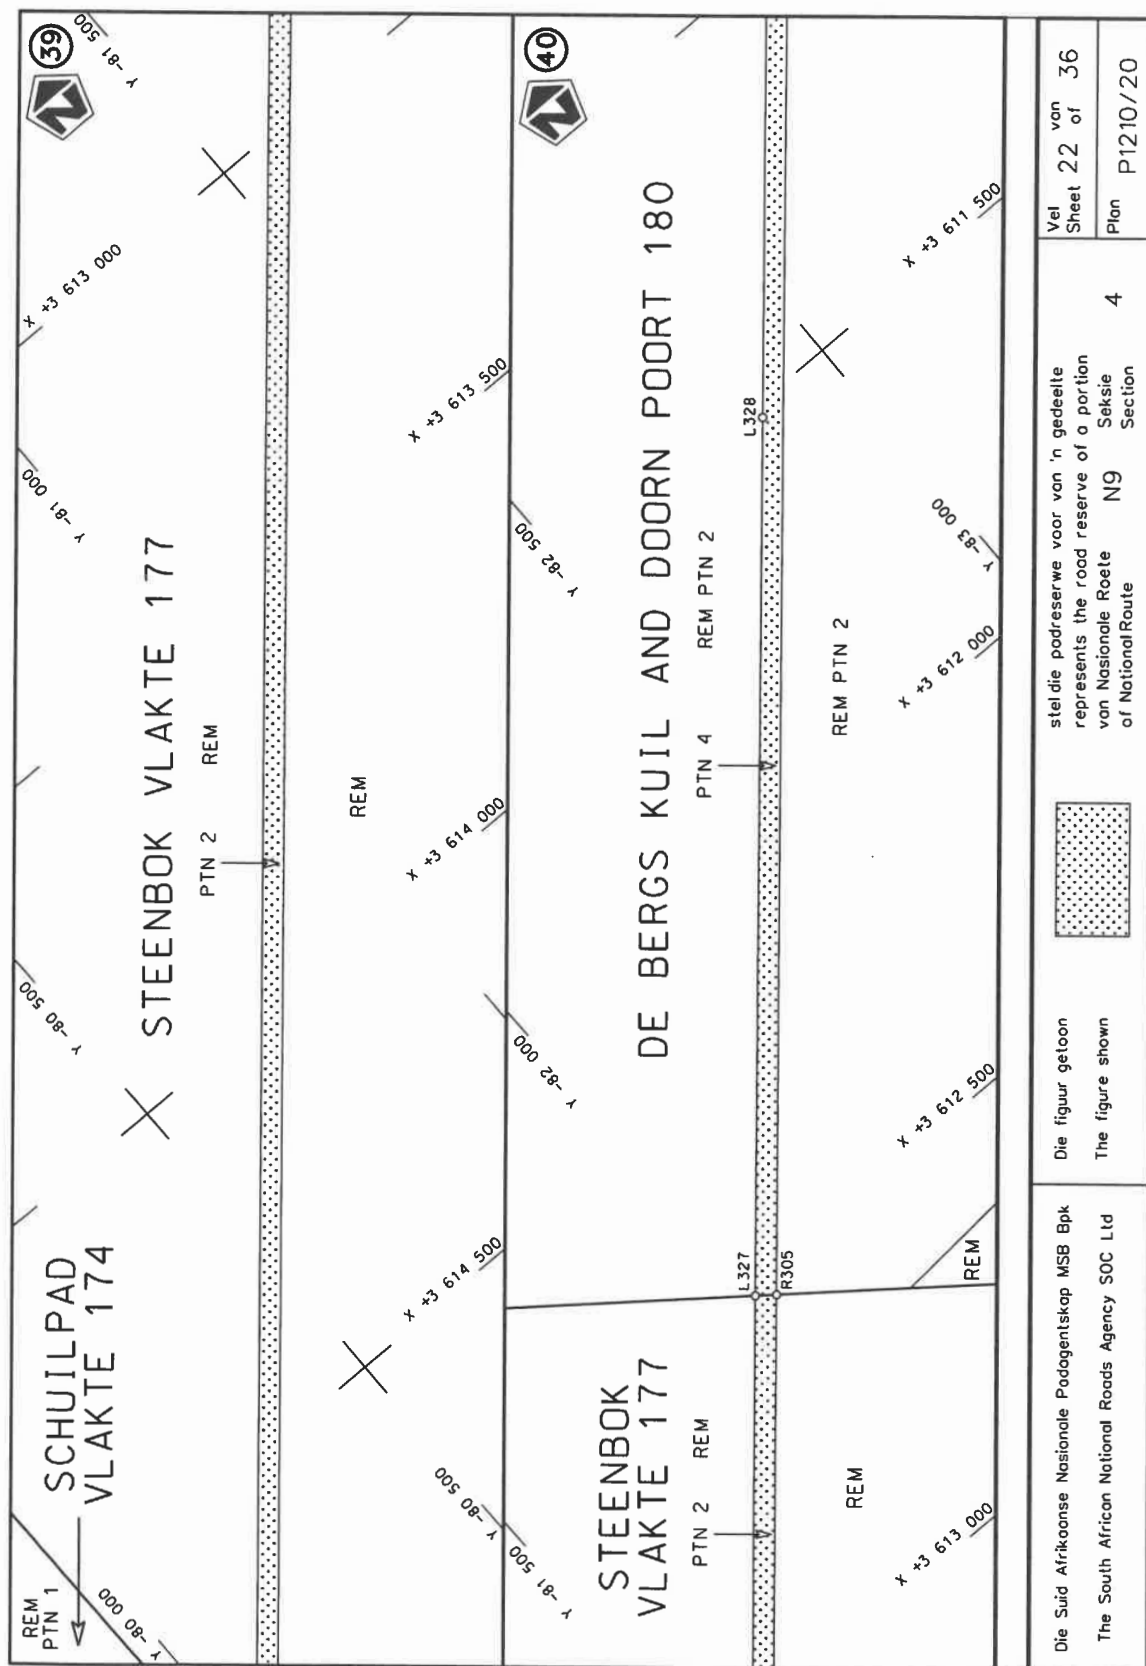 39
REM
PTN 1
SCHUILPAD
VLAKTE 174
Y -80 000
Y -80 500
Y -81 000
X +3 613 000
Y -81 500
STEENBOK VLAKTE 177
PTN 2
REM
REM
Y -80 500
X +3 614 500
X +3 614 000
X +3 613 500
40
Y -81 500
Y -82 000
Y -82 500
STEENBOK
VLAKTE 177
PTN 2
REM
DE BERGS KUIL AND DOORN POORT 180
PTN 4
REM PTN 2
L327
R305
L328
REM
REM
REM PTN 2
X +3 613 000
X +3 612 500
X +3 612 000
Y -83 000
X +3 611 500
Die Suid Afrikaanse Nasionale Padagentskap MSB Bpk
The South African National Roads Agency SOC Ltd
Die figuur getoon
The figure shown
stel die padreserwe voor van 'n gedeelte
represents the road reserve of a portion
van Nasionale Roete
of National Route
N9
Seksie
Section
4
Vel
Sheet 22 van
of 36
Plan P1210/20